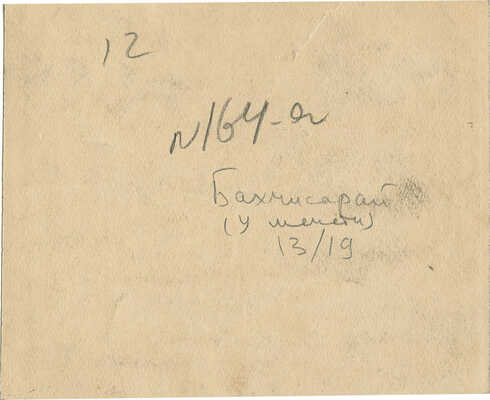 12
N164-а
Бахчисарай
(у мечети)
13/19